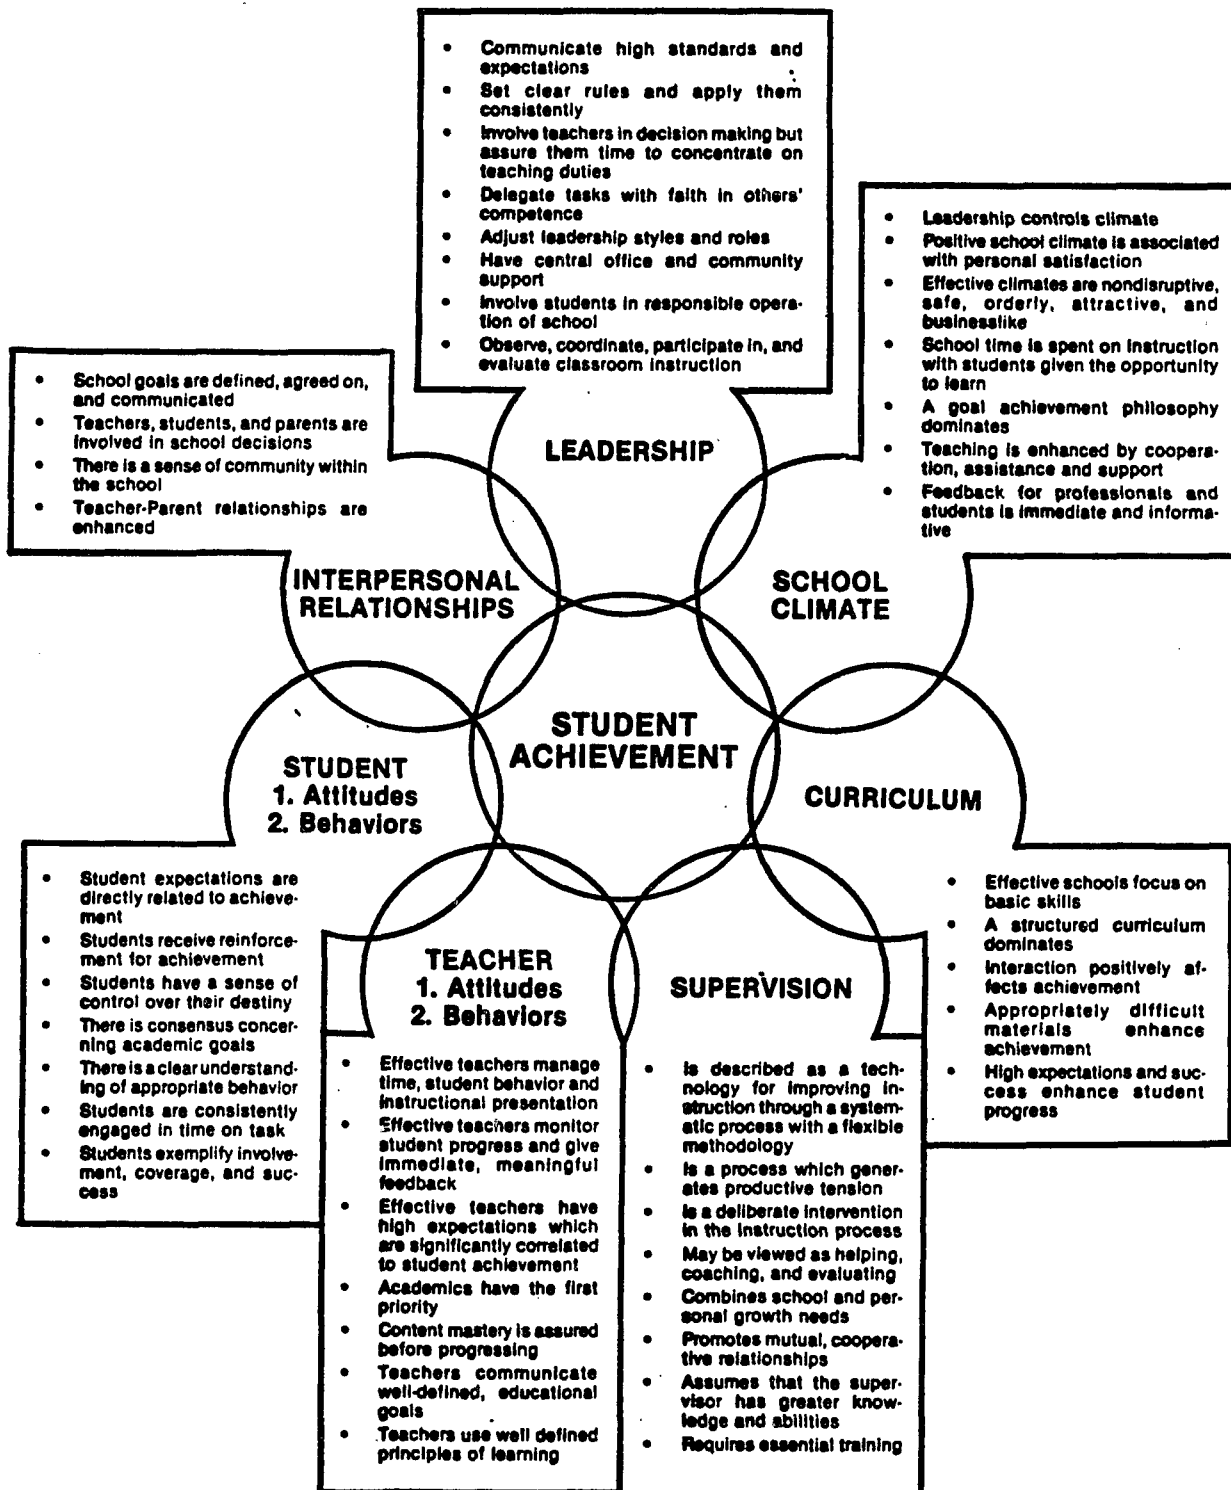 • Communicate high standards and
expectations
• Set clear rules and apply them
consistently
• Involve teachers in decision making but
assure them time to concentrate on
teaching duties
• Delegate tasks with faith in others'
competence
• Adjust leadership styles and roles
• Have central office and community
support
• Involve students in responsible opera-
tion of school
• Observe, coordinate, participate in, and
evaluate classroom instruction
LEADERSHIP
• Leadership controls climate
• Positive school climate is associated
with personal satisfaction
• Effective climates are nondisruptive,
safe, orderly, attractive, and
businesslike
• School time is spent on instruction
with students given the opportunity
to learn
• A goal achievement philosophy
dominates
• Teaching is enhanced by coopera-
tion, assistance and support
• Feedback for professionals and
students is immediate and informa-
tive
SCHOOL
CLIMATE
• School goals are defined, agreed on,
and communicated
• Teachers, students, and parents are
involved in school decisions
• There is a sense of community within
the school
• Teacher-Parent relationships are
enhanced
INTERPERSONAL
RELATIONSHIPS
STUDENT
ACHIEVEMENT
STUDENT
1. Attitudes
2. Behaviors
• Student expectations are
directly related to achieve-
ment
• Students receive reinforce-
ment for achievement
• Students have a sense of
control over their destiny
• There is consensus concer-
ning academic goals
• There is a clear understand-
ing of appropriate behavior
• Students are consistently
engaged in time on task
• Students exemplify involve-
ment, coverage, and suc-
cess
CURRICULUM
• Effective schools focus on
basic skills
• A structured curriculum
dominates
• Interaction positively af-
fects achievement
• Appropriately difficult
materials enhance
achievement
• High expectations and suc-
cess enhance student
progress
TEACHER
1. Attitudes
2. Behaviors
• Effective teachers manage
time, student behavior and
instructional presentation
• Effective teachers monitor
student progress and give
immediate, meaningful
feedback
• Effective teachers have
high expectations which
are significantly correlated
to student achievement
• Academics have the first
priority
• Content mastery is assured
before progressing
• Teachers communicate
well-defined, educational
goals
• Teachers use well defined
principles of learning
SUPERVISION
• Is described as a tech-
nology for improving in-
struction through a system-
atic process with a flexible
methodology
• Is a process which gener-
ates productive tension
• Is a deliberate intervention
in the instruction process
• May be viewed as helping,
coaching, and evaluating
• Combines school and per-
sonal growth needs
• Promotes mutual, coopera-
tive relationships
• Assumes that the super-
visor has greater know-
ledge and abilities
• Requires essential training